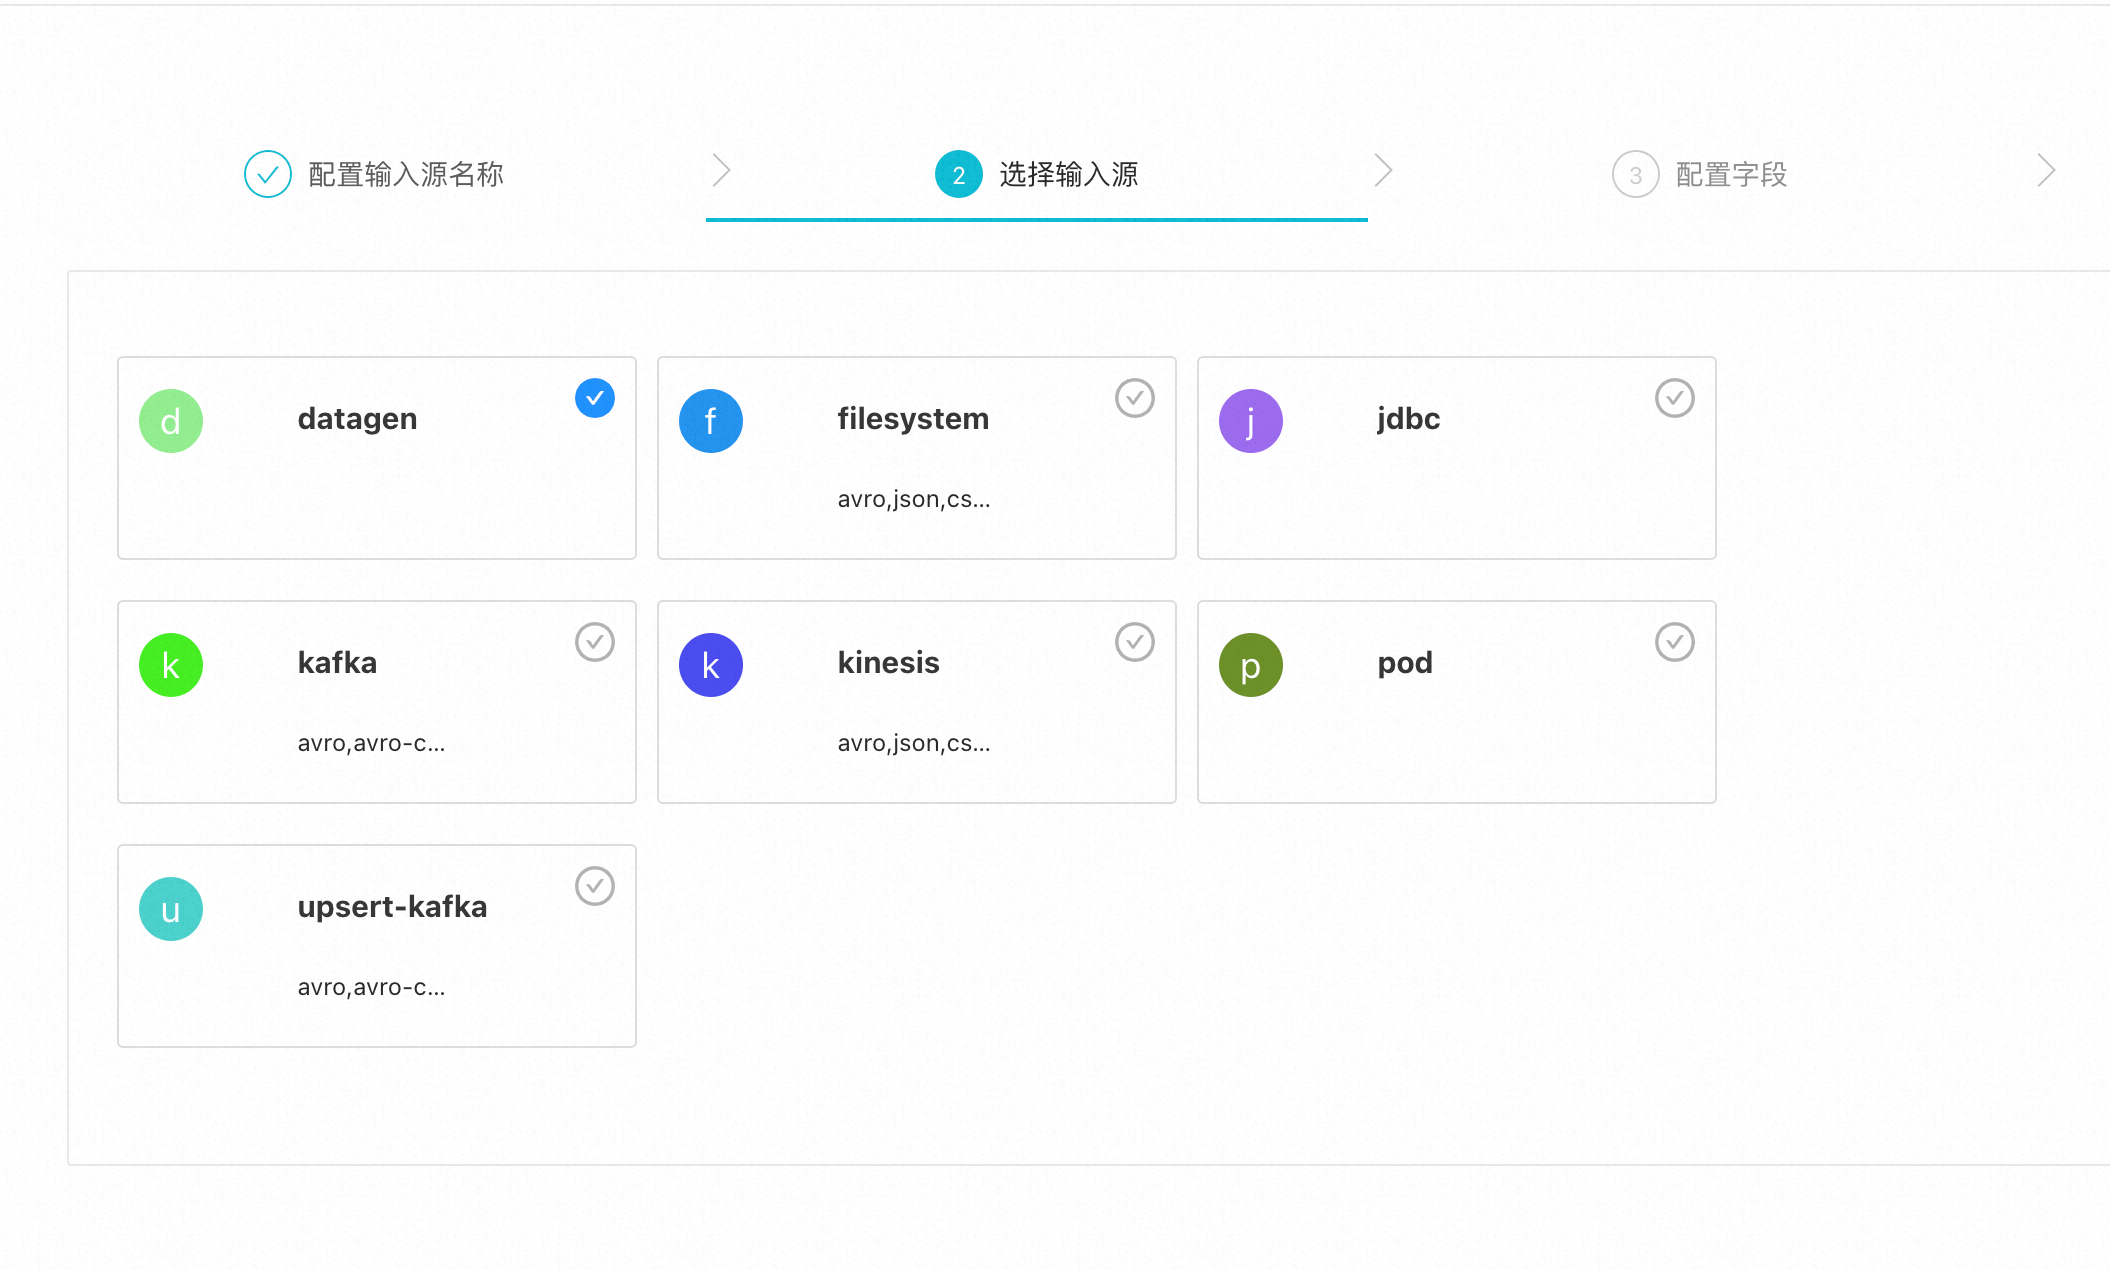 配置输入源名称
2 选择输入源
3 配置字段
d datagen
f filesystem
avro,json,cs...
j jdbc
k kafka
avro,avro-c...
k kinesis
avro,json,cs...
p pod
u upsert-kafka
avro,avro-c...